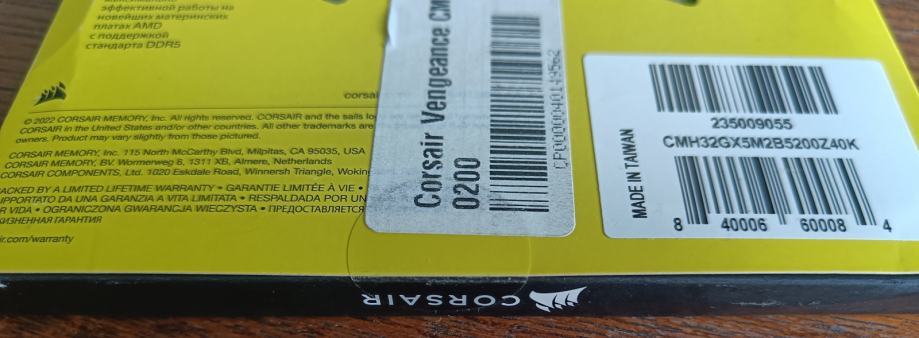 эффективной работы на
новейших материнских
платах AMD
с поддержкой
стандарта DDR5
corsai
© 2022 CORSAIR MEMORY, Inc. All rights reserved. CORSAIR and the sails lo
CORSAIR in the United States and/or other countries. All other trademarks are
owners. Product may vary slightly from those pictured.
CORSAIR MEMORY, Inc. 115 North McCarthy Blvd, Milpitas, CA 95035, USA
CORSAIR MEMORY, BV. Wormerweg 8, 1311 XB, Almere, Netherlands
CORSAIR COMPONENTS, Ltd. 1020 Eskdale Road, Winnersh Triangle, Woking
ACKED BY A LIMITED LIFETIME WARRANTY • GARANTIE LIMITÉE À VIE •
UPPORTATO DA UNA GARANZIA A VITA LIMITATA • RESPALDADA POR UN
R VIDA • OGRANICZONA GWARANCJA WIECZYSTA • ПРЕДОСТАВЛЯЕТСЯ
ИЗНЕННАЯ ГАРАНТИЯ
ir.com/warranty
Corsair Vengeance CM
0200
MADE IN TAIWAN
235009055
CMH32GX5M2B5200Z40K
8 40006 60008 4
CORSAIR